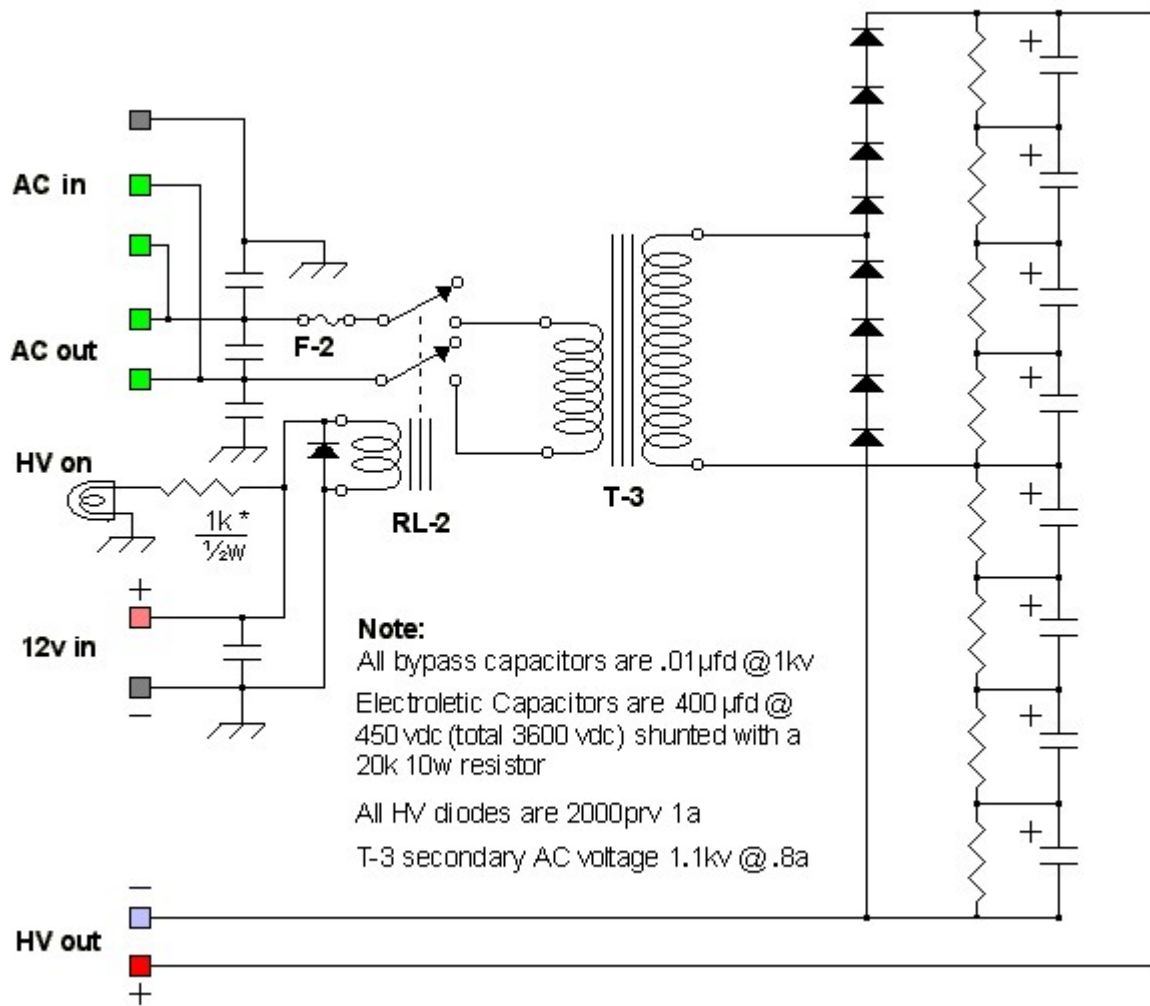 AC in
AC out
F-2
HV on
1k *
½w
RL-2
T-3
+
12v in
−
Note:
All bypass capacitors are .01µfd @1kv
Electroletic Capacitors are 400 µfd @
450 vdc (total 3600 vdc) shunted with a
20k 10w resistor
All HV diodes are 2000prv 1a
T-3 secondary AC voltage 1.1kv @ .8a
−
HV out
+
+
+
+
+
+
+
+
+